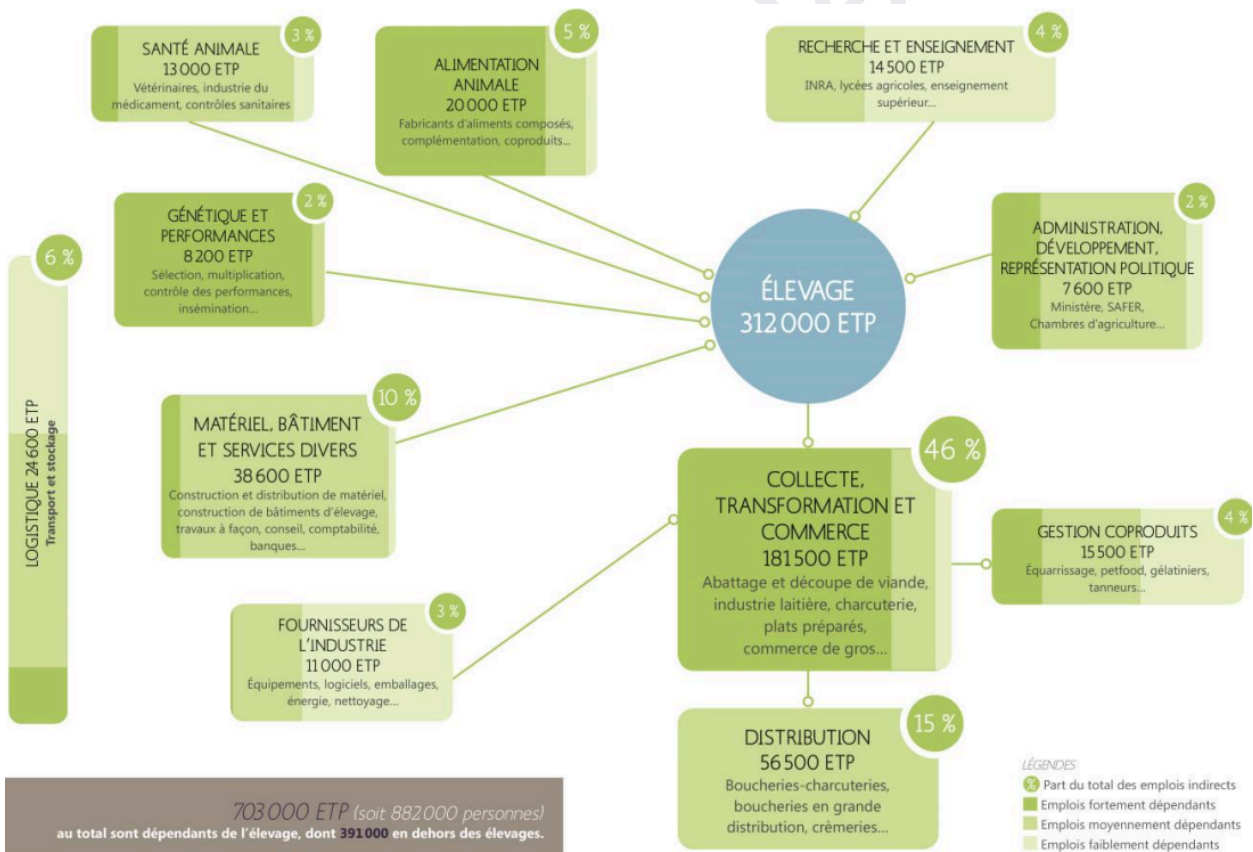 3 %
SANTÉ ANIMALE
13 000 ETP
Vétérinaires, industrie du
médicament, contrôles sanitaires
5 %
ALIMENTATION
ANIMALE
20 000 ETP
Fabricants d'aliments composés,
complémentation, coproduits...
4 %
RECHERCHE ET ENSEIGNEMENT
14 500 ETP
INRA, lycées agricoles, enseignement
supérieur...
2 %
GÉNÉTIQUE ET
PERFORMANCES
8 200 ETP
Sélection, multiplication,
contrôle des performances,
insémination...
2 %
ADMINISTRATION,
DÉVELOPPEMENT,
REPRÉSENTATION POLITIQUE
7 600 ETP
Ministère, SAFER,
Chambres d'agriculture...
ÉLEVAGE
312 000 ETP
6 %
LOGISTIQUE 24 600 ETP
Transport et stockage
10 %
MATÉRIEL, BÂTIMENT
ET SERVICES DIVERS
38 600 ETP
Construction et distribution de matériel,
construction de bâtiments d'élevage,
travaux à façon, conseil, comptabilité,
banques...
46 %
COLLECTE,
TRANSFORMATION ET
COMMERCE
181 500 ETP
Abattage et découpe de viande,
industrie laitière, charcuterie,
plats préparés,
commerce de gros...
4 %
GESTION COPRODUITS
15 500 ETP
Équarrissage, petfood, gélatiniers,
tanneurs...
3 %
FOURNISSEURS DE
L'INDUSTRIE
11 000 ETP
Équipements, logiciels, emballages,
énergie, nettoyage...
15 %
DISTRIBUTION
56 500 ETP
Boucheries-charcuteries,
boucheries en grande
distribution, crèmeries...
703 000 ETP (soit 882 000 personnes)
au total sont dépendants de l'élevage, dont 391 000 en dehors des élevages.
LÉGENDES
% Part du total des emplois indirects
Emplois fortement dépendants
Emplois moyennement dépendants
Emplois faiblement dépendants